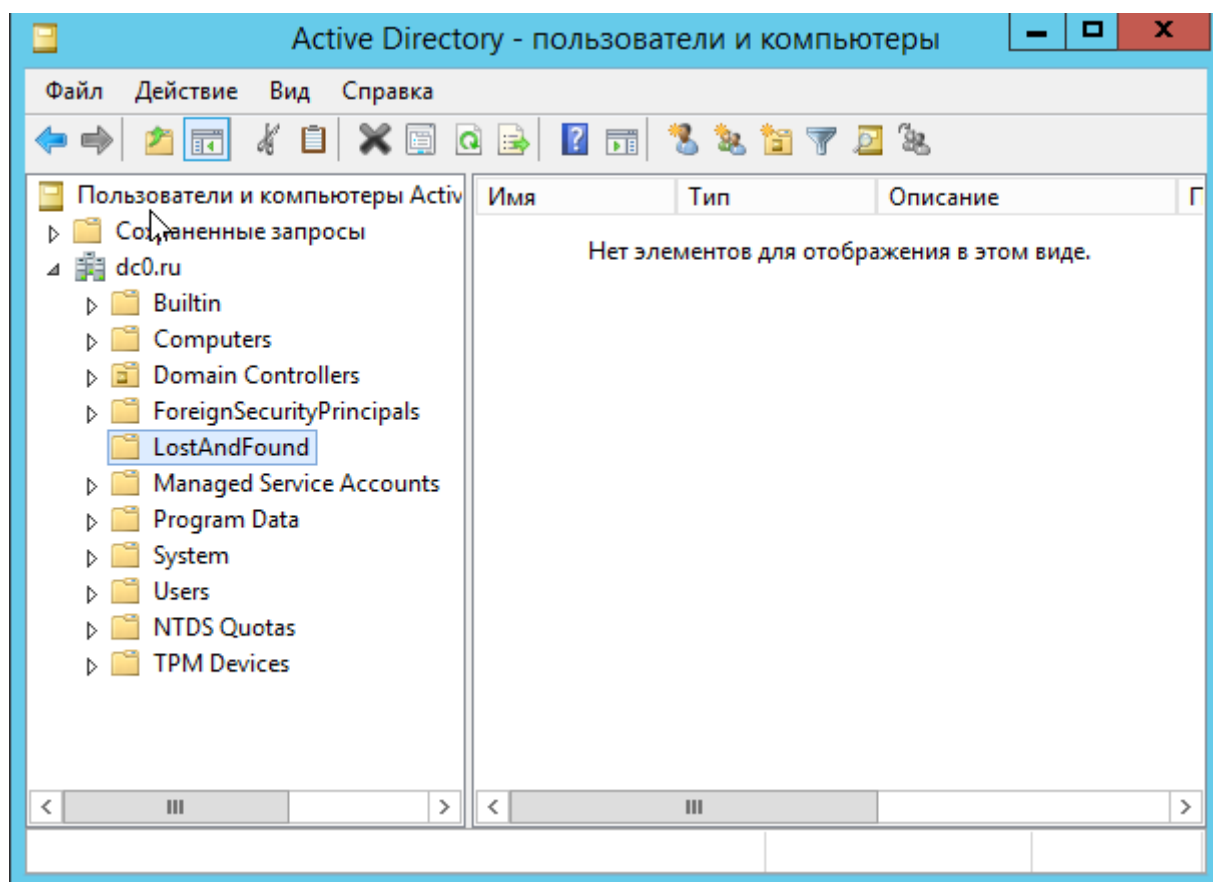 Active Directory - пользователи и компьютеры
Файл Действие Вид Справка
Пользователи и компьютеры Activ
Имя Тип Описание Г
Сохраненные запросы
Нет элементов для отображения в этом виде.
dc0.ru
Builtin
Computers
Domain Controllers
ForeignSecurityPrincipals
LostAndFound
Managed Service Accounts
Program Data
System
Users
NTDS Quotas
TPM Devices